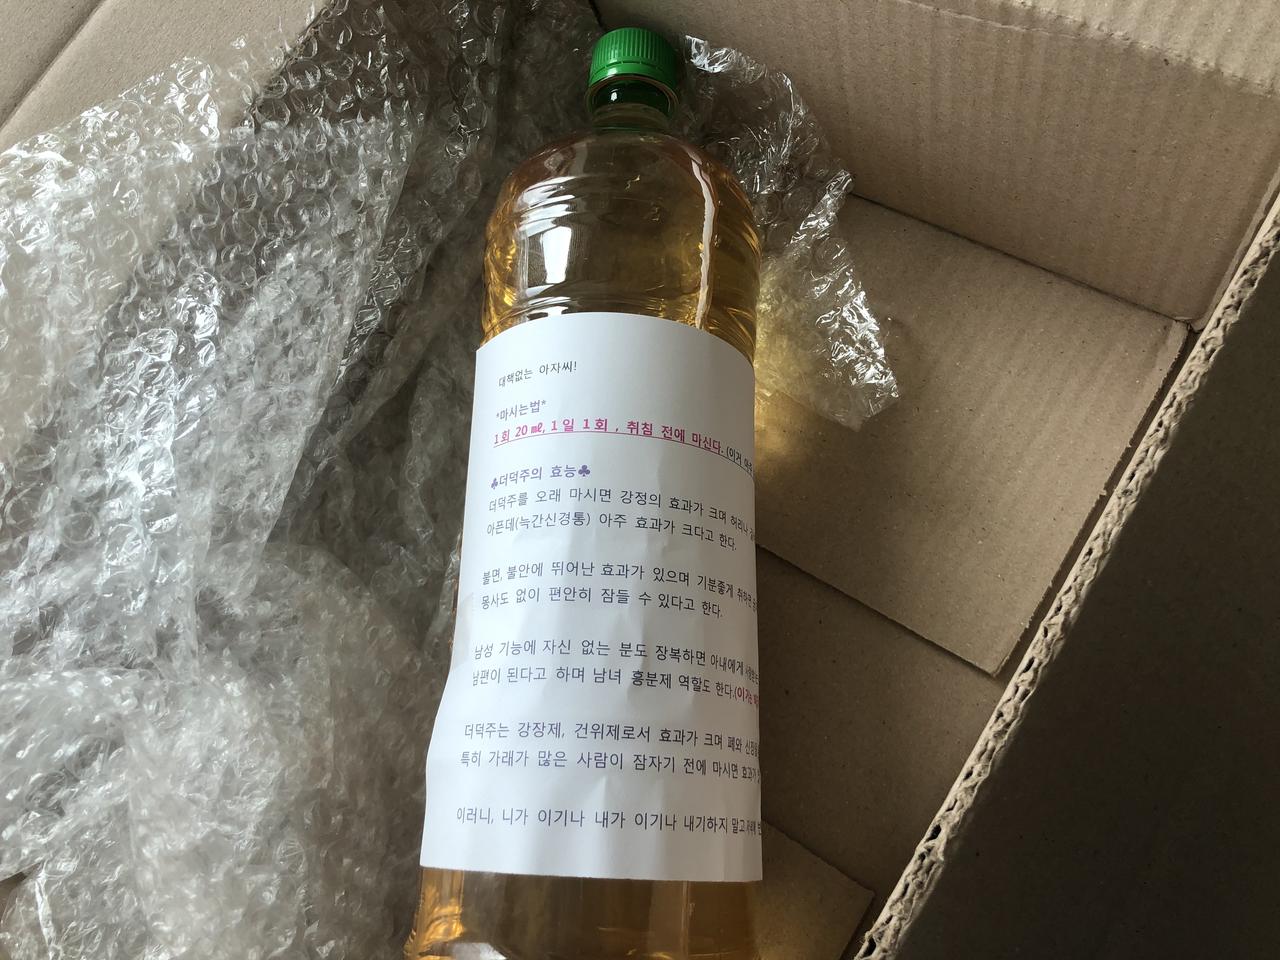 대책없는 아자씨!
*마시는법*
1회 20㎖, 1일 1회 , 취침 전에 마신다. (이거 아주
♣더덕주의 효능♣
더덕주를 오래 마시면 강정의 효과가 크며 허리나
아픈데(늑간신경통) 아주 효과가 크다고 한다.
불면, 불안에 뛰어난 효과가 있으며 기분좋게 취하면
몽사도 없이 편안히 잠들 수 있다고 한다.
남성 기능에 자신 없는 분도 장복하면 아내에게
남편이 된다고 하며 남녀 흥분제 역할도 한다.(이거는
더덕주는 강장제, 건위제로서 효과가 크며 폐와
특히 가래가 많은 사람이 잠자기 전에 마시면 효과가
이러니, 니가 이기나 내가 이기나 내기하지 말고